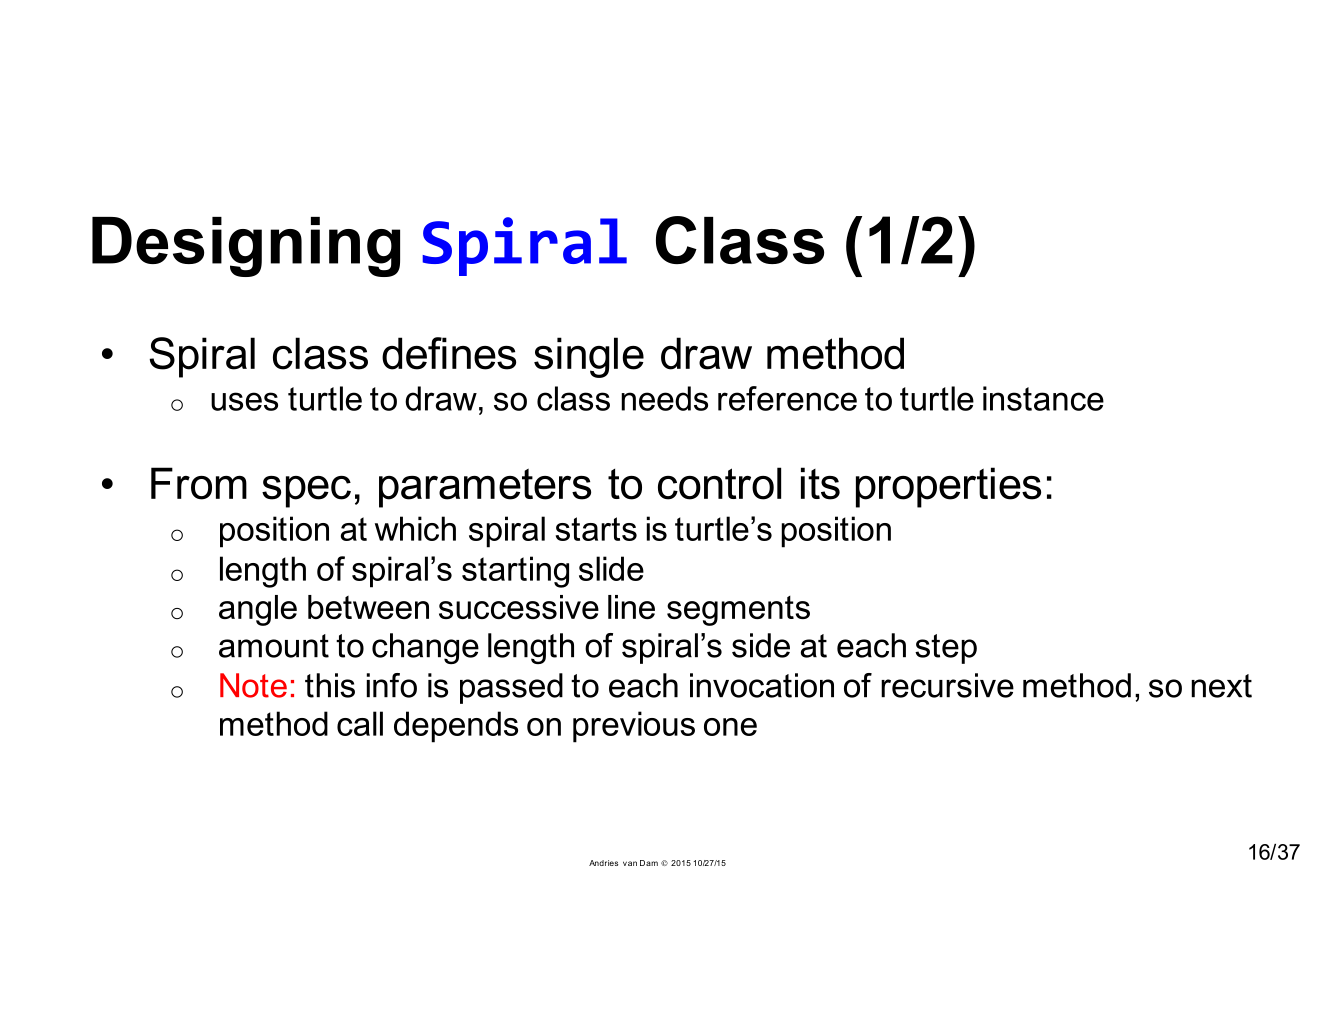 Designing Spiral Class (1/2)
• Spiral class defines single draw method
o uses turtle to draw, so class needs reference to turtle instance
• From spec, parameters to control its properties:
o position at which spiral starts is turtle’s position
o length of spiral’s starting slide
o angle between successive line segments
o amount to change length of spiral’s side at each step
o Note: this info is passed to each invocation of recursive method, so next
method call depends on previous one
Andries van Dam © 2015 10/27/15
16/37